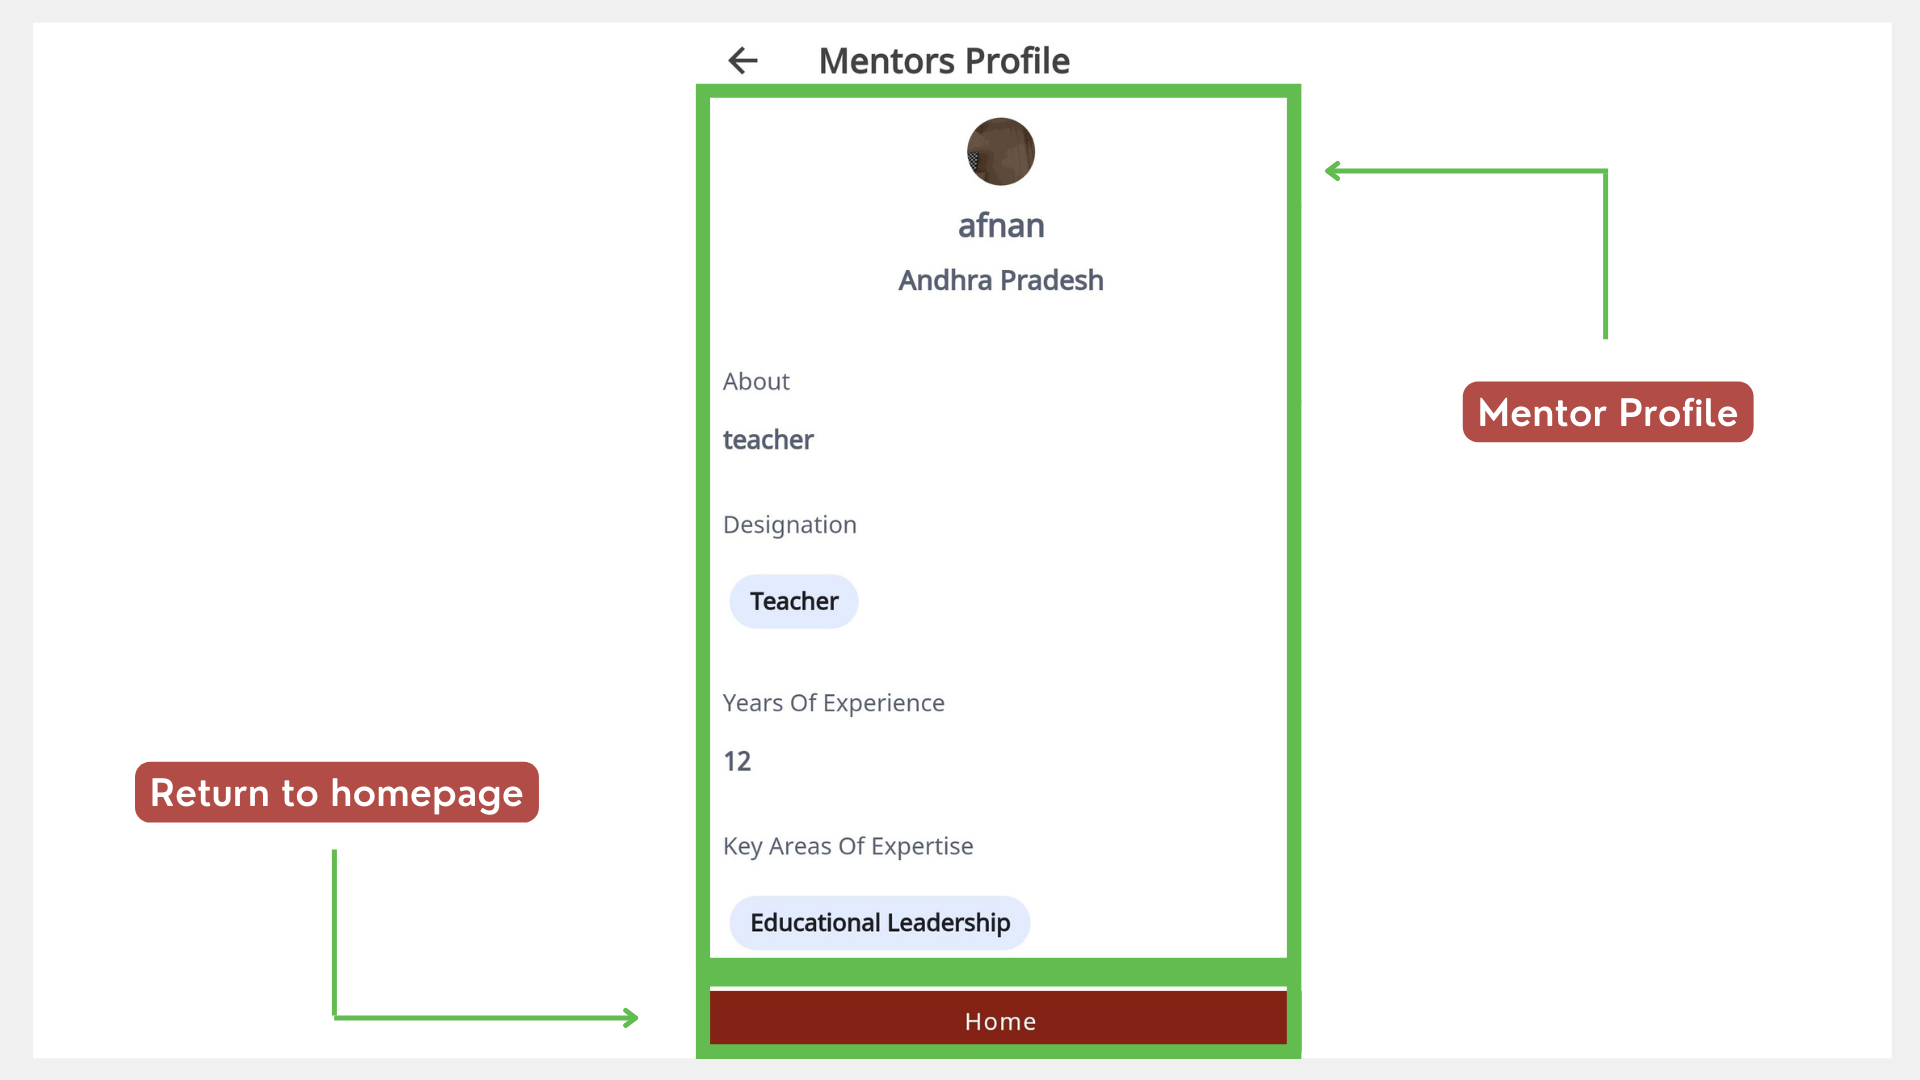 Mentors Profile
afnan
Andhra Pradesh
About
teacher
Designation
Teacher
Years Of Experience
12
Key Areas Of Expertise
Educational Leadership
Home
Mentor Profile
Return to homepage